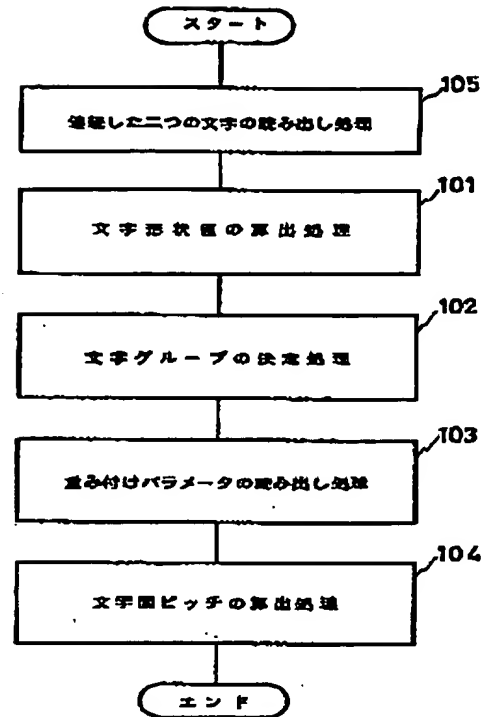 スタート
105
連続した二つの文字の読み出し処理
101
文字形状値の算出処理
102
文字グループの決定処理
103
重み付けパラメータの読み出し処理
104
文字間ピッチの算出処理
エンド